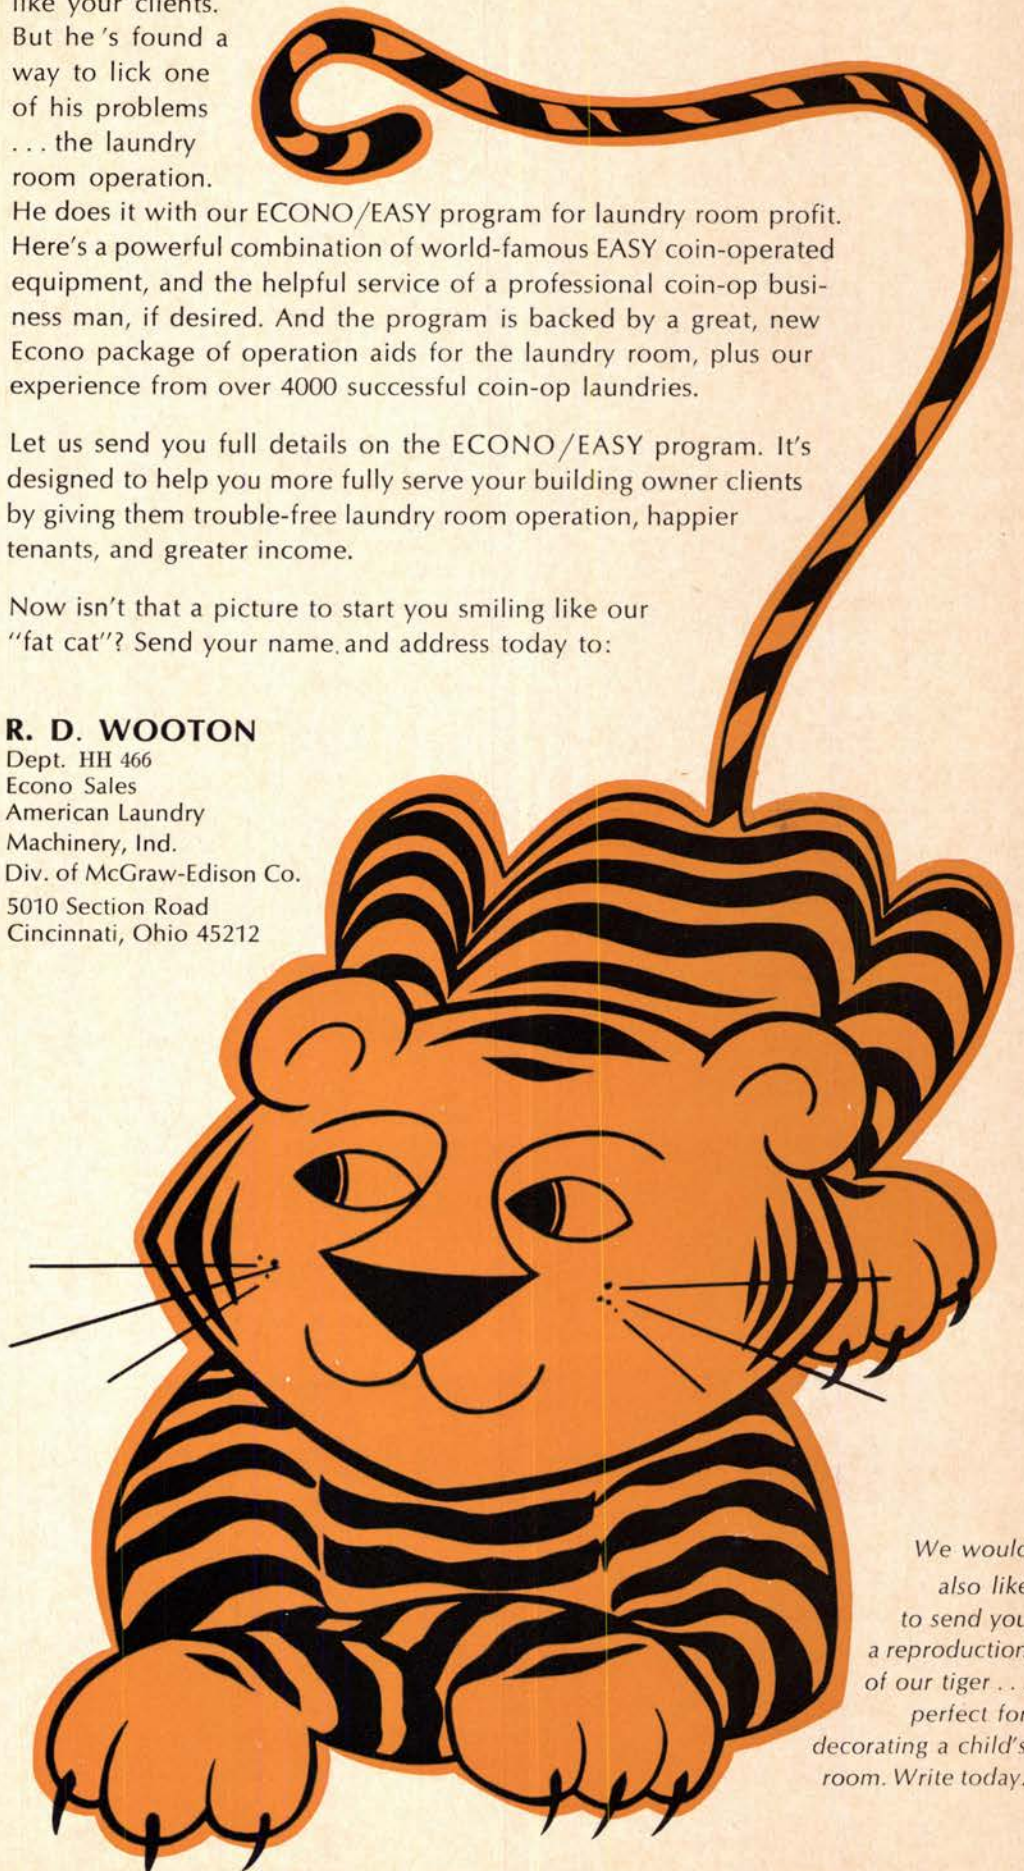 like your clients.
But he's found a
way to lick one
of his problems
... the laundry
room operation.
He does it with our ECONO/EASY program for laundry room profit.
Here's a powerful combination of world-famous EASY coin-operated
equipment, and the helpful service of a professional coin-op busi-
ness man, if desired. And the program is backed by a great, new
Econo package of operation aids for the laundry room, plus our
experience from over 4000 successful coin-op laundries.
Let us send you full details on the ECONO/EASY program. It's
designed to help you more fully serve your building owner clients
by giving them trouble-free laundry room operation, happier
tenants, and greater income.
Now isn't that a picture to start you smiling like our
"fat cat"? Send your name and address today to:
R. D. WOOTON
Dept. HH 466
Econo Sales
American Laundry
Machinery, Ind.
Div. of McGraw-Edison Co.
5010 Section Road
Cincinnati, Ohio 45212
We would
also like
to send you
a reproduction
of our tiger ...
perfect for
decorating a child's
room. Write today.